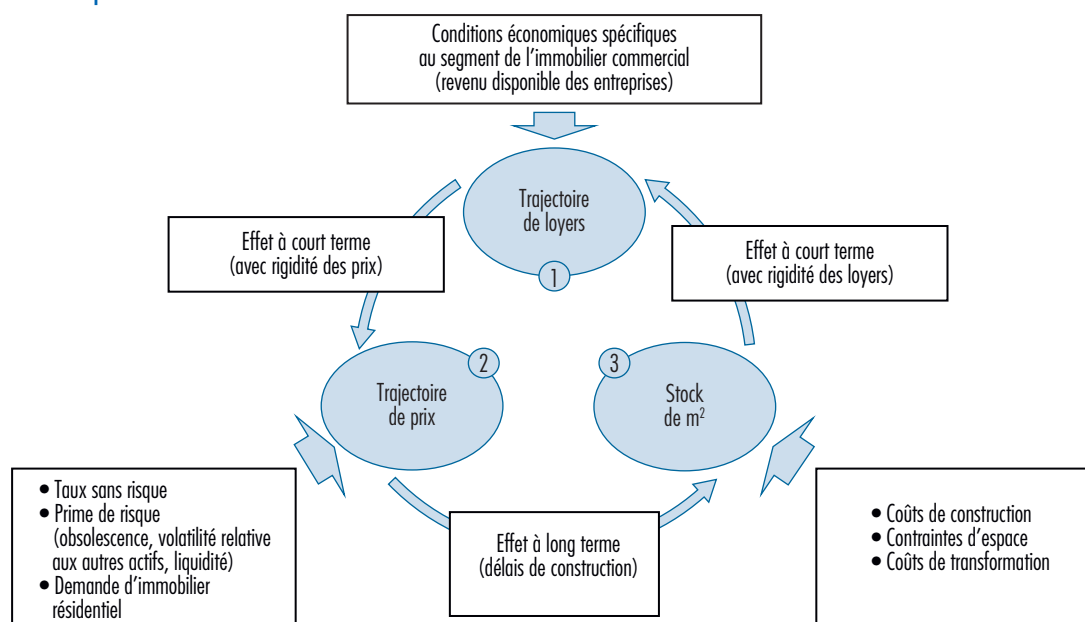 Conditions économiques spécifiques
au segment de l’immobilier commercial
(revenu disponible des entreprises)
Trajectoire
de loyers
1
Effet à court terme
(avec rigidité des prix)
Effet à court terme
(avec rigidité des loyers)
2
Trajectoire
de prix
3
Stock
de m²
• Taux sans risque
• Prime de risque
(obsolescence, volatilité relative
aux autres actifs, liquidité)
• Demande d’immobilier
résidentiel
Effet à long terme
(délais de construction)
• Coûts de construction
• Contraintes d’espace
• Coûts de transformation